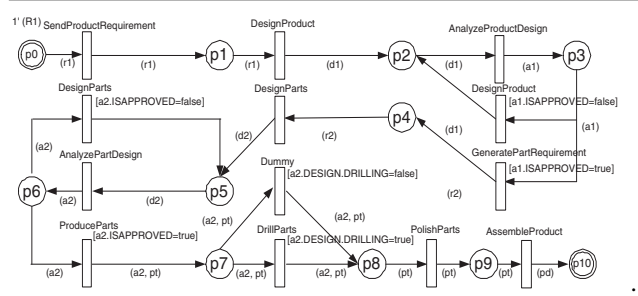 1' (R1) SendProductRequirement DesignProduct AnalyzeProductDesign
p0 (r1) (r1) p1 (r1) (d1) p2 (d1) (a1) p3
DesignParts DesignParts DesignProduct
[a2.ISAPPROVED=false] [a1.ISAPPROVED=false]
p4 (d1) (a1)
(a2) (d2) (r2)
AnalyzePartDesign Dummy GeneratePartRequirement
[a2.DESIGN.DRILLING=false] [a1.ISAPPROVED=true]
p6 (a2) (d2) p5 (r2)
ProduceParts (a2, pt) (a2, pt)
[a2.ISAPPROVED=true] DrillParts [a2.DESIGN.DRILLING=true] PolishParts AssembleProduct
(a2) (a2, pt) p7 (a2, pt) (a2, pt) p8 (pt) (pt) p9 (pt) (pd) p10
.